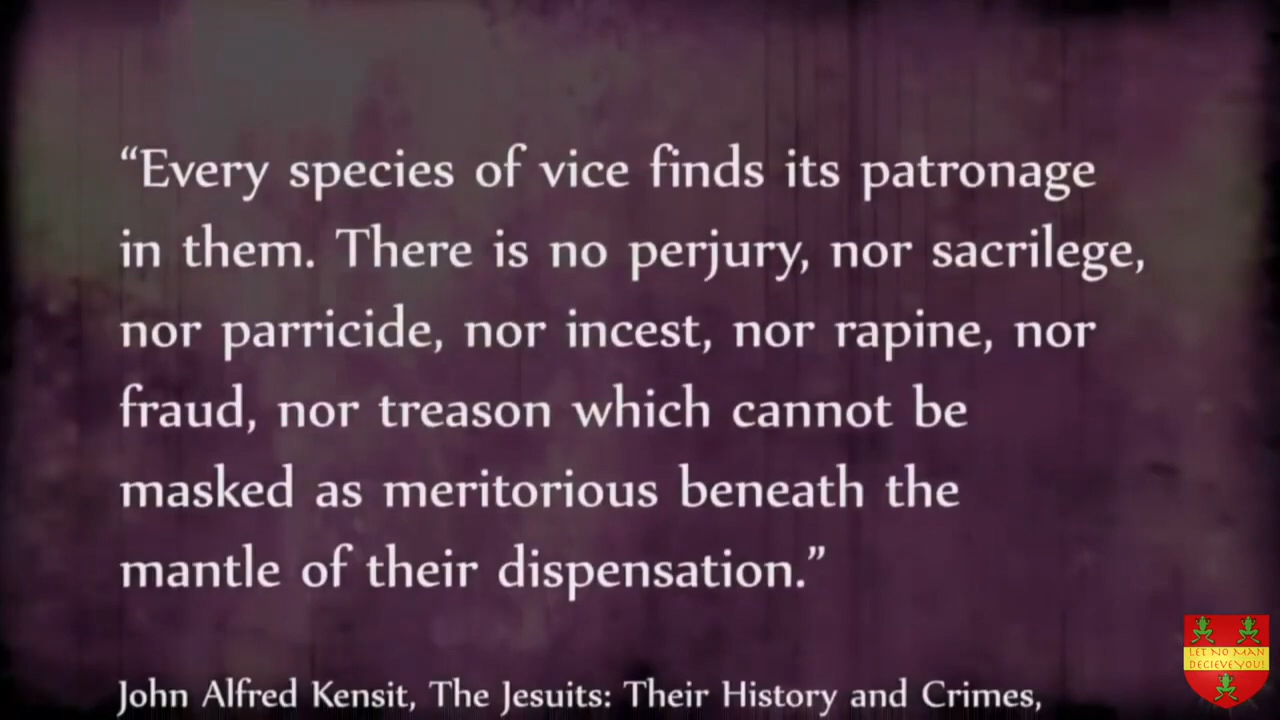 “Every species of vice finds its patronage
in them. There is no perjury, nor sacrilege,
nor parricide, nor incest, nor rapine, nor
fraud, nor treason which cannot be
masked as meritorious beneath the
mantle of their dispensation.”
John Alfred Kensit, The Jesuits: Their History and Crimes,
LET NO MAN
DECIEVE YOU!